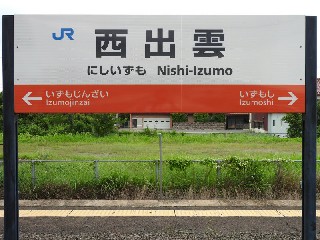 JR
西出雲
にしいずも Nishi-Izumo
いずもじんざい いずもし
Izumojinzai Izumoshi